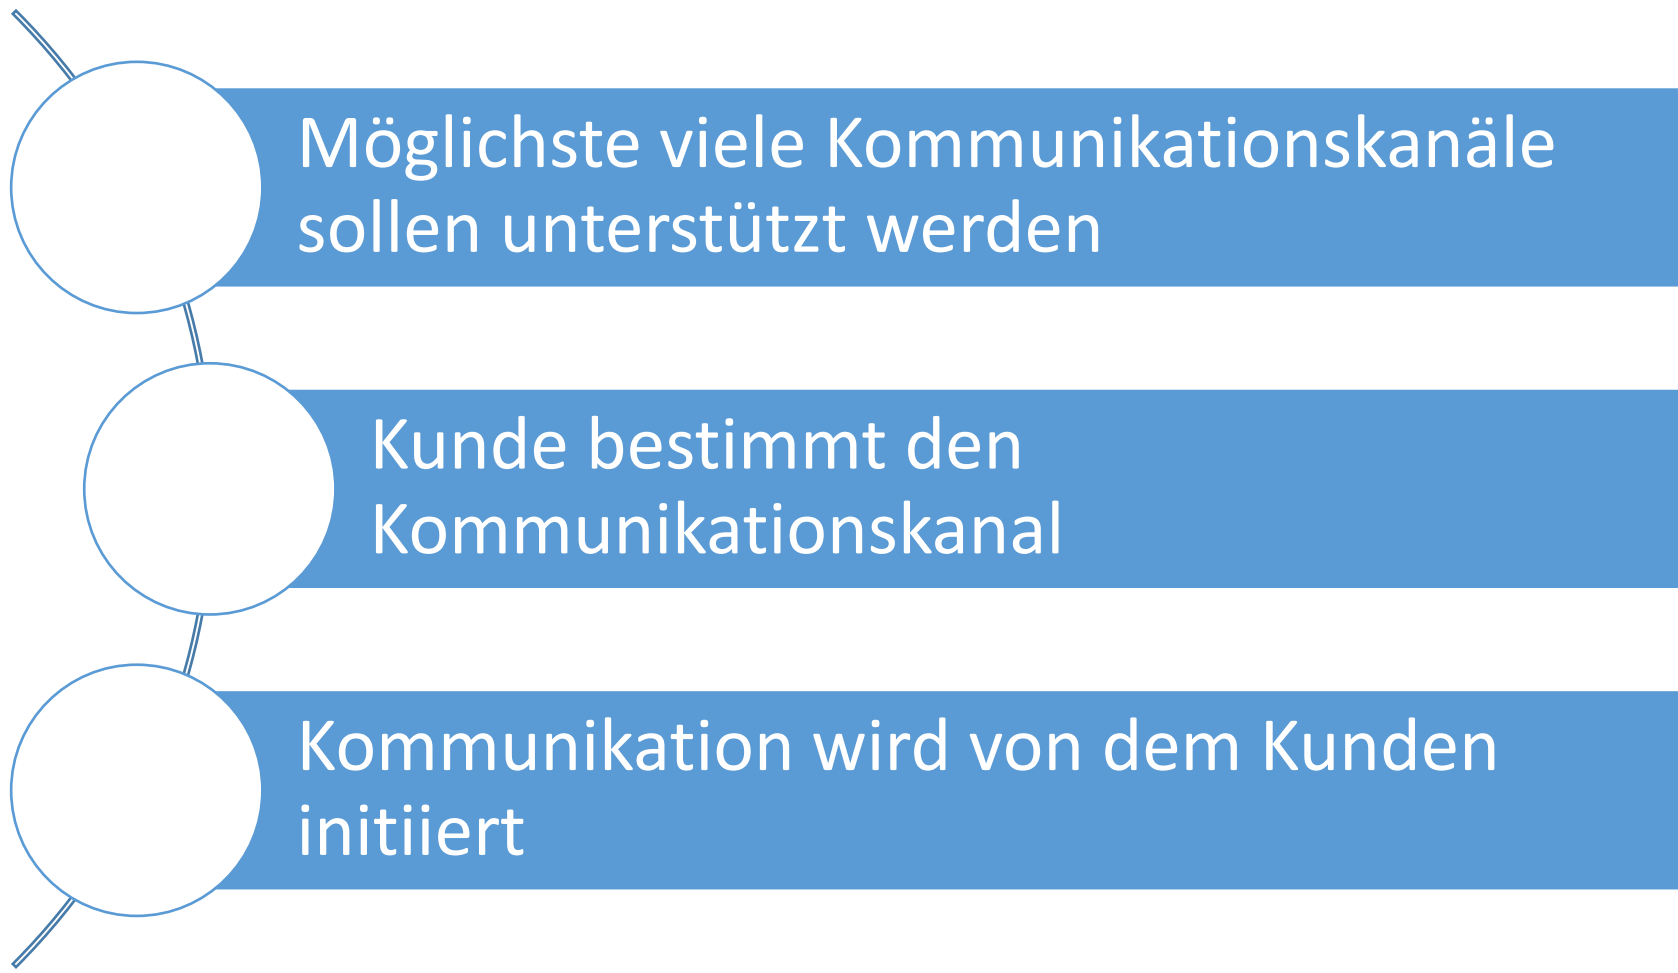 Möglichste viele Kommunikationskanäle
sollen unterstützt werden
Kunde bestimmt den
Kommunikationskanal
Kommunikation wird von dem Kunden
initiiert